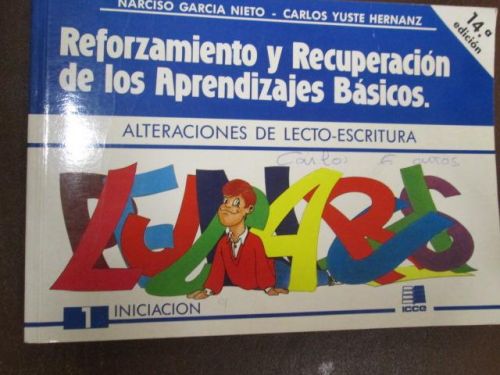 NARCISO GARCIA NIETO - CARLOS YUSTE HERNANZ
14.ª edición
Reforzamiento y Recuperación
de los Aprendizajes Básicos.
ALTERACIONES DE LECTO-ESCRITURA
Carlos 6 años
1 INICIACION
ICCE